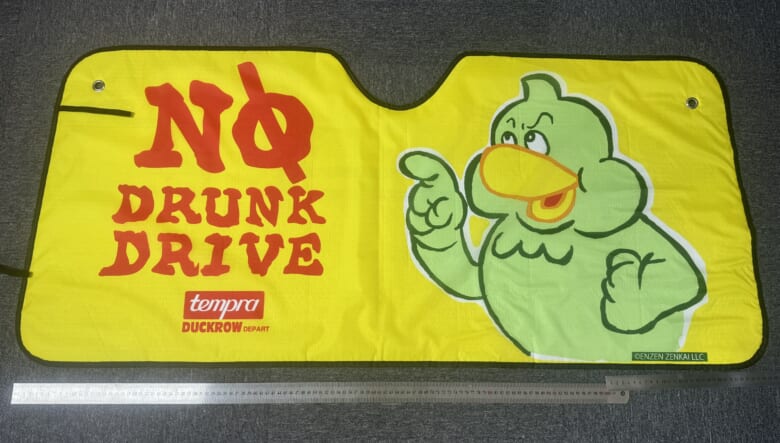 NO
DRUNK
DRIVE
tempra
DUCKROW DEPART
©ENZEN ZENKAI LLC